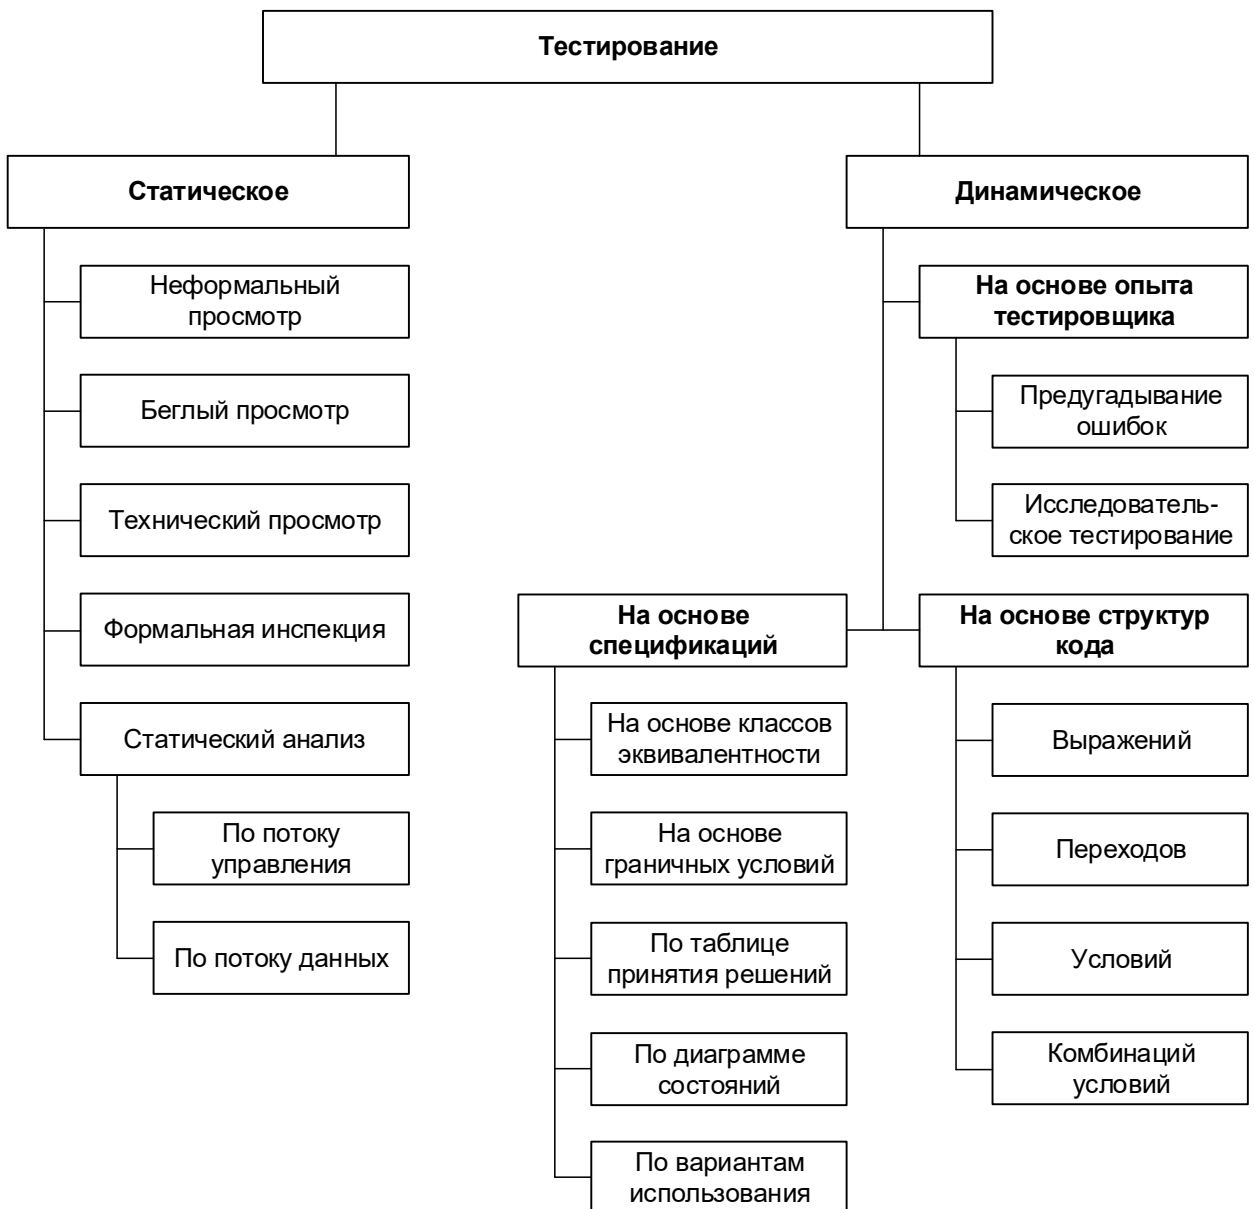 Тестирование
Статическое
Неформальный
просмотр
Беглый просмотр
Технический просмотр
Формальная инспекция
Статический анализ
По потоку
управления
По потоку данных
Динамическое
На основе опыта
тестировщика
Предугадывание
ошибок
Исследователь-
ское тестирование
На основе
спецификаций
На основе классов
эквивалентности
На основе
граничных условий
По таблице
принятия решений
По диаграмме
состояний
По вариантам
использования
На основе структур
кода
Выражений
Переходов
Условий
Комбинаций
условий